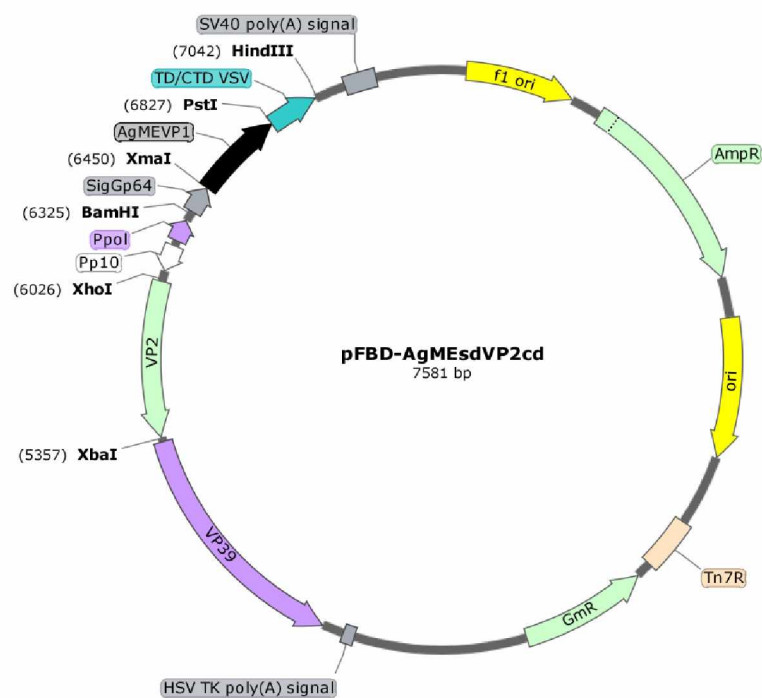 SV40 poly(A) signal
(7042) HindIII
TD/CTD VSV
(6827) PstI
AgMEVP1
(6450) XmaI
SigGp64
(6325) BamHI
PpoI
Pp10
(6026) XhoI
VP2
(5357) XbaI
VP39
HSV TK poly(A) signal
f1 ori
AmpR
ori
Tn7R
GmR
pFBD-AgMEsdVP2cd
7581 bp